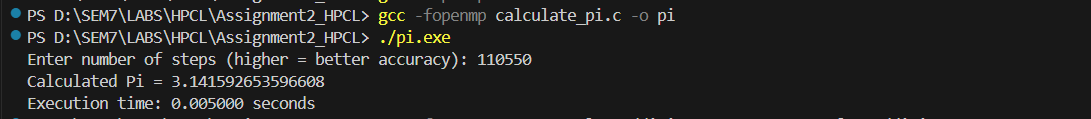 PS D:\SEM7\LABS\HPCL\Assignment2_HPCL> gcc -fopenmp calculate_pi.c -o pi
PS D:\SEM7\LABS\HPCL\Assignment2_HPCL> ./pi.exe
Enter number of steps (higher = better accuracy): 110550
Calculated Pi = 3.141592653596608
Execution time: 0.005000 seconds